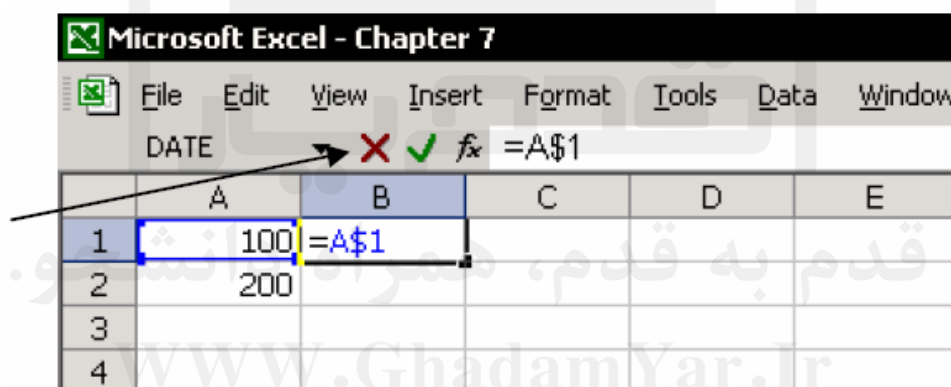 Microsoft Excel - Chapter 7
File Edit View Insert Format Tools Data Window
DATE fx =A$1
A B C D E
1 100 =A$1
2 200
3
4
قدم به قدم، همراه دانشجو...
WWW.GhadamYar.Ir